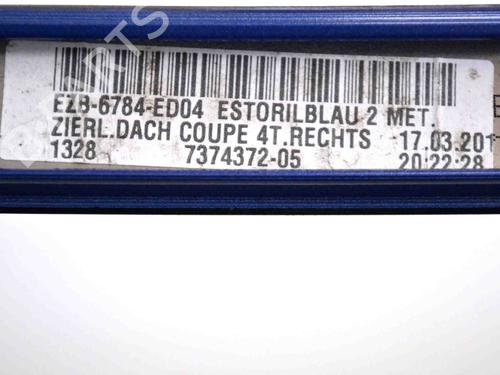 EZB-6784-ED04 ESTORILBLAU 2 MET.
ZIERL.DACH COUPE 4T.RECHTS 17.03.201
1328 7374372-05 20:22:28